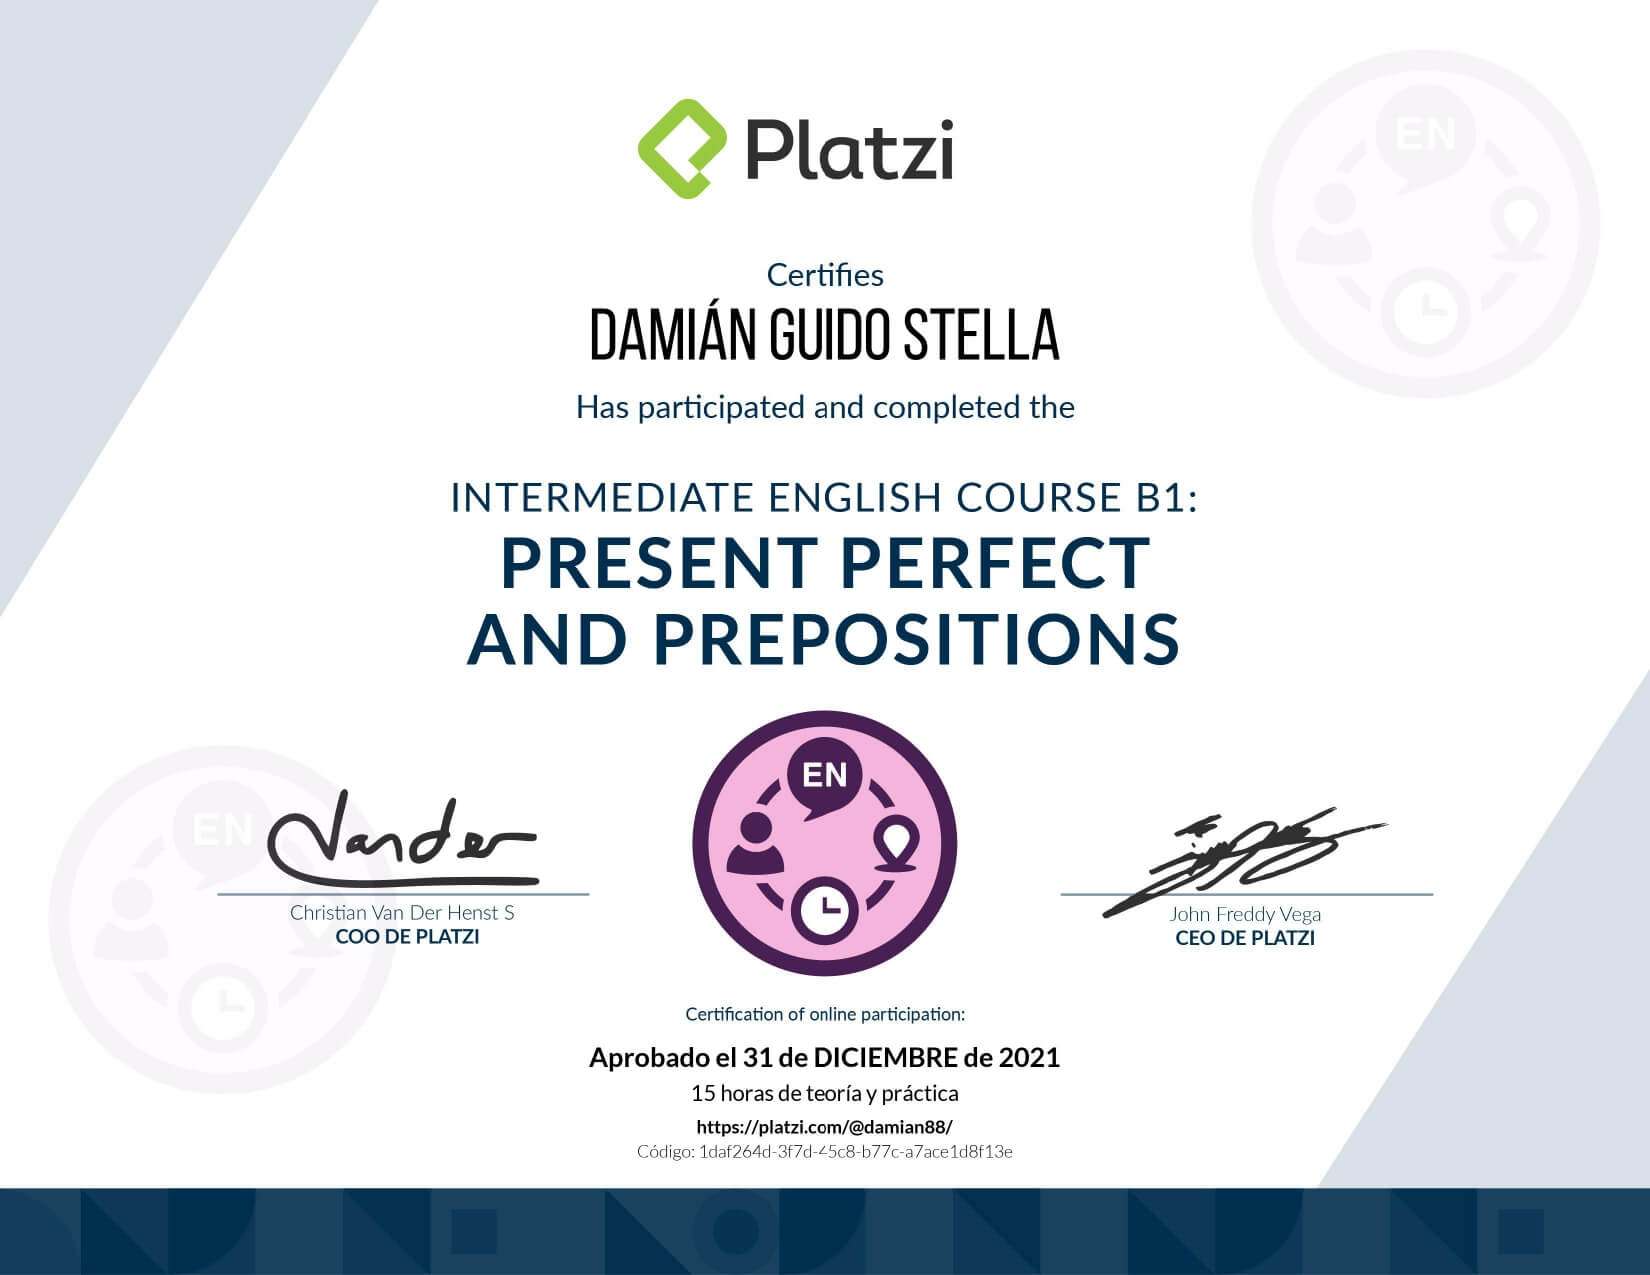 Platzi
EN
Certifies
DAMIÁN GUIDO STELLA
Has participated and completed the
INTERMEDIATE ENGLISH COURSE B1:
PRESENT PERFECT
AND PREPOSITIONS
EN
EN
Vander
Christian Van Der Henst S
COO DE PLATZI
John Freddy Vega
CEO DE PLATZI
Certification of online participation:
Aprobado el 31 de DICIEMBRE de 2021
15 horas de teoría y práctica
https://platzi.com/@damian88/
Código: 1daf264d-3f7d-45c8-b77c-a7ace1d8f13e